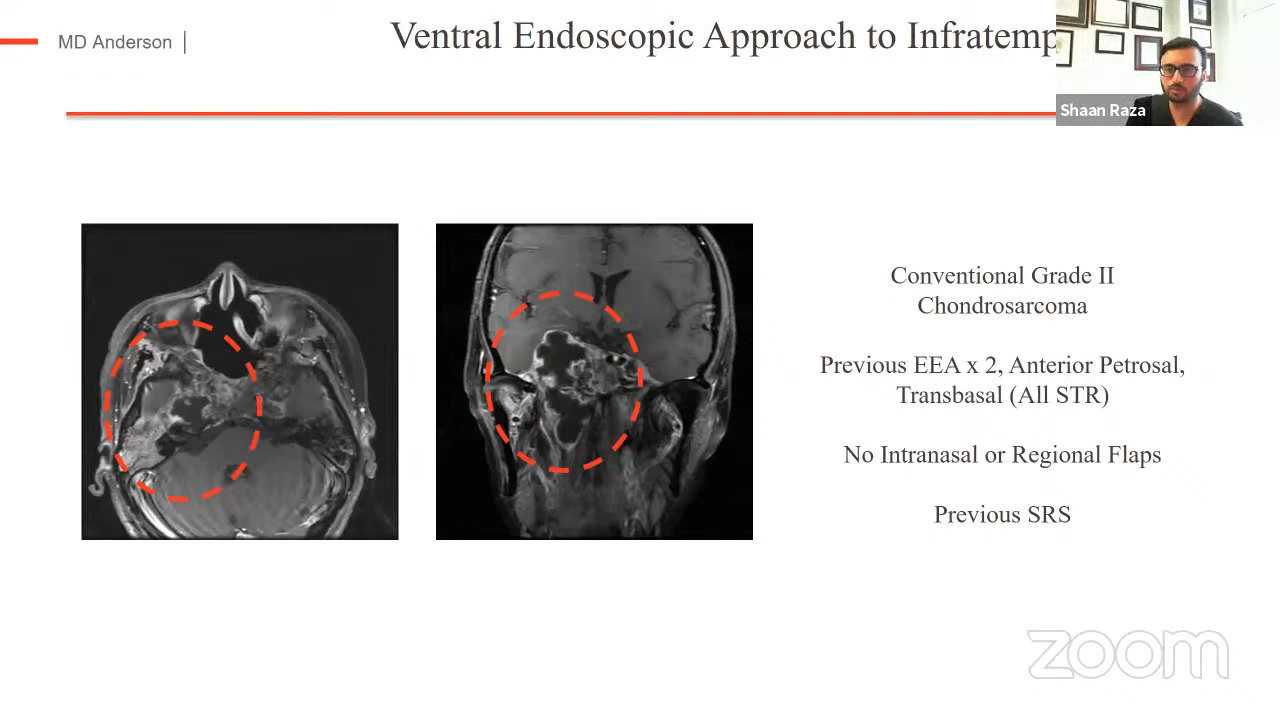 MD Anderson
Ventral Endoscopic Approach to Infratemp
Shaan Raza
Conventional Grade II
Chondrosarcoma
Previous EEA x 2, Anterior Petrosal,
Transbasal (All STR)
No Intranasal or Regional Flaps
Previous SRS
zoom